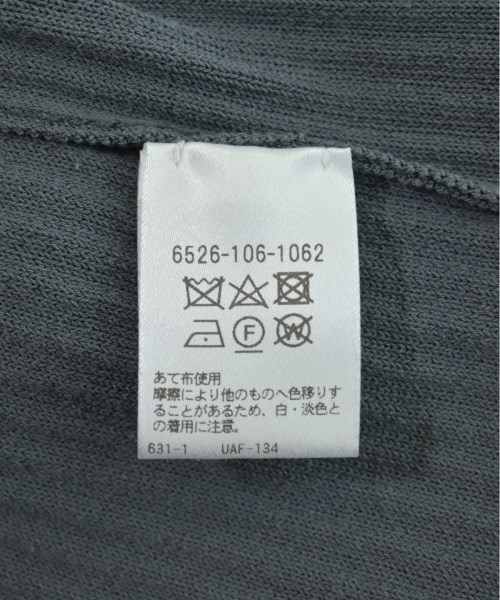 6526-106-1062
F W
あて布使用
摩擦により他のものへ色移りす
ることがあるため、白・淡色と
の着用に注意。
631-1 UAF-134